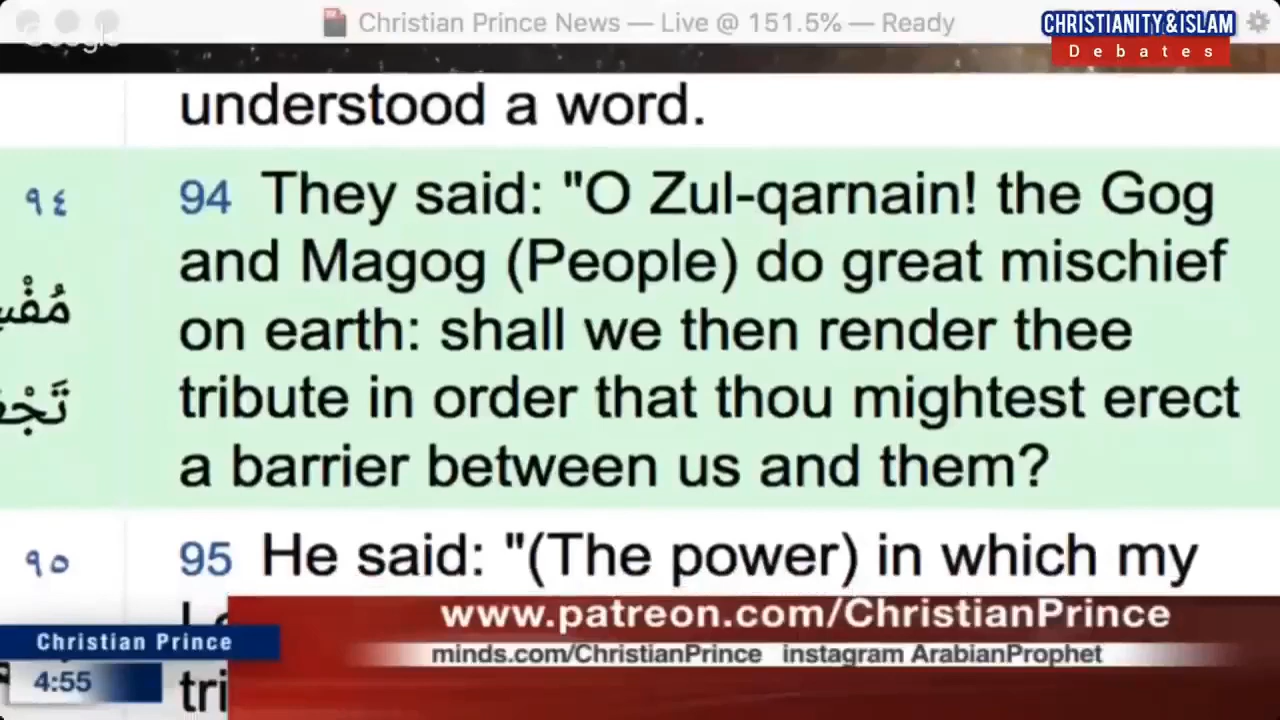 Christian Prince News — Live @ 151.5% — Ready
CHRISTIANITY&ISLAM
Debates
Google
understood a word.
٩٤
94 They said: "O Zul-qarnain! the Gog
and Magog (People) do great mischief
on earth: shall we then render thee
tribute in order that thou mightest erect
a barrier between us and them?
٩٥
95 He said: "(The power) in which my
www.patreon.com/ChristianPrince
Christian Prince
minds.com/ChristianPrince instagram ArabianProphet
4:55